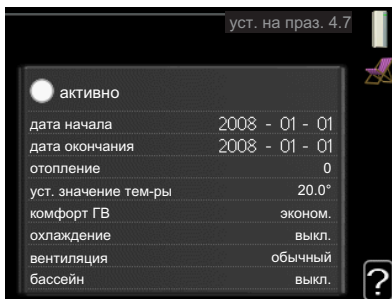 уст. на праз. 4.7
активно
дата начала 2008 - 01 - 01
дата окончания 2008 - 01 - 01
отопление 0
уст. значение тем-ры 20.0°
комфорт ГВ эконом.
охлаждение выкл.
вентиляция обычный
бассейн выкл.
?